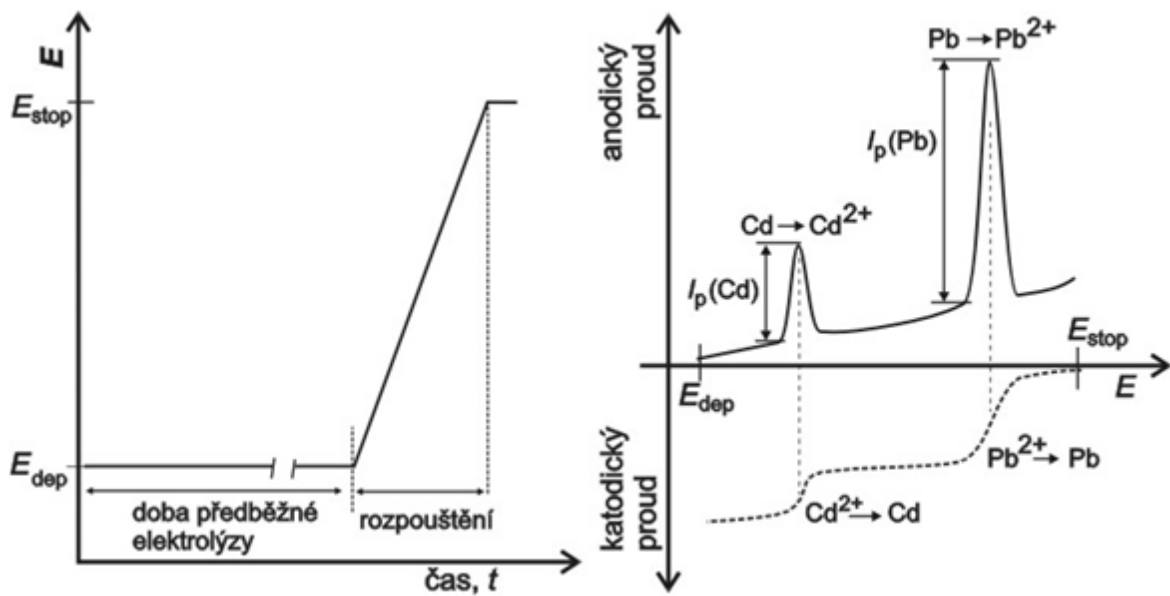 E
E_stop
E_dep
doba předběžné
elektrolýzy
rozpouštění
čas, t
anodický
proud
Pb → Pb2+
I_p(Pb)
Cd → Cd2+
I_p(Cd)
E_stop
E_dep
E
katodický
proud
Pb2+ → Pb
Cd2+ → Cd